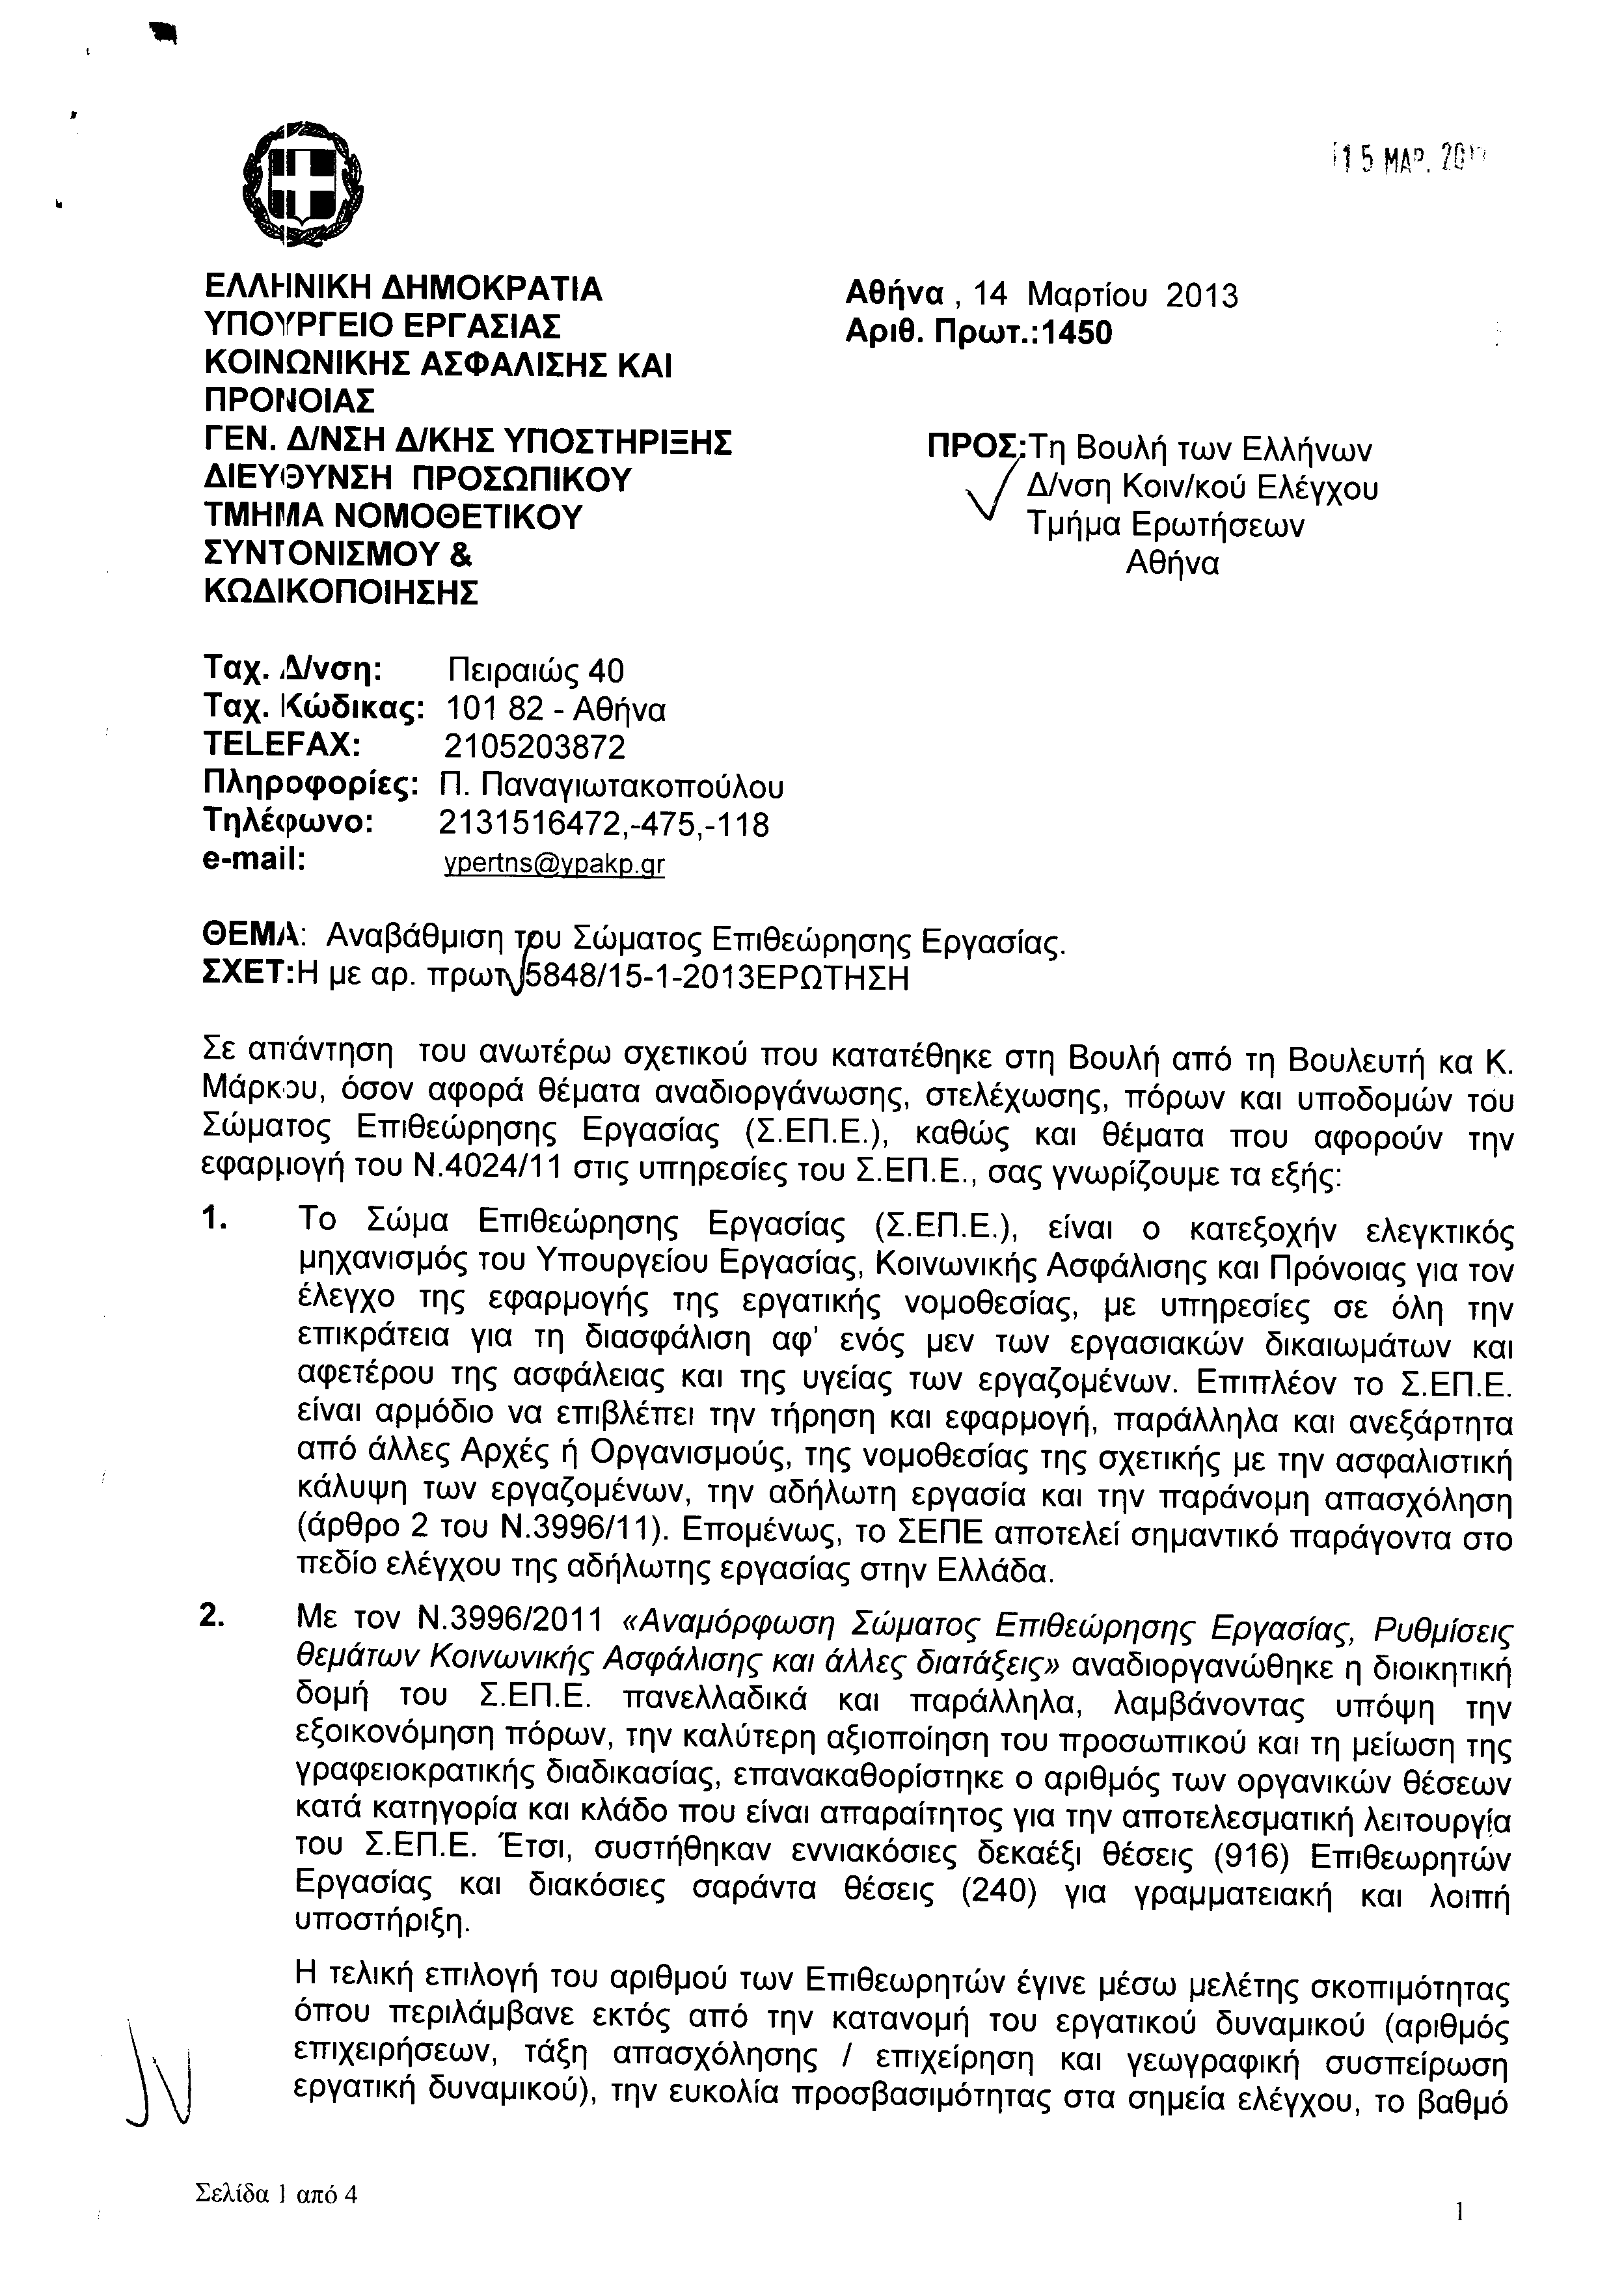 15 ΜΑΡ.
ΕΛΛΗΝΙΚΗ ΔΗΜΟΚΡΑΤΙΑ
ΥΠΟΥΡΓΕΙΟ ΕΡΓΑΣΙΑΣ
ΚΟΙΝΩΝΙΚΗΣ ΑΣΦΑΛΙΣΗΣ ΚΑΙ
ΠΡΟΝΟΙΑΣ
ΓΕΝ. Δ/ΝΣΗ Δ/ΚΗΣ ΥΠΟΣΤΗΡΙΞΗΣ
ΔΙΕΥΘΥΝΣΗ ΠΡΟΣΩΠΙΚΟΥ
ΤΜΗΜΑ ΝΟΜΟΘΕΤΙΚΟΥ
ΣΥΝΤΟΝΙΣΜΟΥ &
ΚΩΔΙΚΟΠΟΙΗΣΗΣ
Αθήνα , 14 Μαρτίου 2013
Αριθ. Πρωτ.:1450
ΠΡΟΣ:Τη Βουλή των Ελλήνων
Δ/νση Κοιν/κού Ελέγχου
Τμήμα Ερωτήσεων
Αθήνα
Ταχ. Δ/νση: Πειραιώς 40
Ταχ. Κώδικας: 101 82 - Αθήνα
TELEFAX: 2105203872
Πληροφορίες: Π. Παναγιωτακοπούλου
Τηλέφωνο: 2131516472,-475,-118
e-mail: ypertns@ypakp.gr
ΘΕΜΑ: Αναβάθμιση του Σώματος Επιθεώρησης Εργασίας.
ΣΧΕΤ:Η με αρ. πρωτ 5848/15-1-2013ΕΡΩΤΗΣΗ
Σε απάντηση του ανωτέρω σχετικού που κατατέθηκε στη Βουλή από τη Βουλευτή κα Κ.
Μάρκου, όσον αφορά θέματα αναδιοργάνωσης, στελέχωσης, πόρων και υποδομών του
Σώματος Επιθεώρησης Εργασίας (Σ.ΕΠ.Ε.), καθώς και θέματα που αφορούν την
εφαρμογή του Ν.4024/11 στις υπηρεσίες του Σ.ΕΠ.Ε., σας γνωρίζουμε τα εξής:
1. Το Σώμα Επιθεώρησης Εργασίας (Σ.ΕΠ.Ε.), είναι ο κατεξοχήν ελεγκτικός
μηχανισμός του Υπουργείου Εργασίας, Κοινωνικής Ασφάλισης και Πρόνοιας για τον
έλεγχο της εφαρμογής της εργατικής νομοθεσίας, με υπηρεσίες σε όλη την
επικράτεια για τη διασφάλιση αφ’ ενός μεν των εργασιακών δικαιωμάτων και
αφετέρου της ασφάλειας και της υγείας των εργαζομένων. Επιπλέον το Σ.ΕΠ.Ε.
είναι αρμόδιο να επιβλέπει την τήρηση και εφαρμογή, παράλληλα και ανεξάρτητα
από άλλες Αρχές ή Οργανισμούς, της νομοθεσίας της σχετικής με την ασφαλιστική
κάλυψη των εργαζομένων, την αδήλωτη εργασία και την παράνομη απασχόληση
(άρθρο 2 του Ν.3996/11). Επομένως, το ΣΕΠΕ αποτελεί σημαντικό παράγοντα στο
πεδίο ελέγχου της αδήλωτης εργασίας στην Ελλάδα.
2. Με τον Ν.3996/2011 «Αναμόρφωση Σώματος Επιθεώρησης Εργασίας, Ρυθμίσεις
θεμάτων Κοινωνικής Ασφάλισης και άλλες διατάξεις» αναδιοργανώθηκε η διοικητική
δομή του Σ.ΕΠ.Ε. πανελλαδικά και παράλληλα, λαμβάνοντας υπόψη την
εξοικονόμηση πόρων, την καλύτερη αξιοποίηση του προσωπικού και τη μείωση της
γραφειοκρατικής διαδικασίας, επανακαθορίστηκε ο αριθμός των οργανικών θέσεων
κατά κατηγορία και κλάδο που είναι απαραίτητος για την αποτελεσματική λειτουργία
του Σ.ΕΠ.Ε. Έτσι, συστήθηκαν εννιακόσιες δεκαέξι θέσεις (916) Επιθεωρητών
Εργασίας και διακόσιες σαράντα θέσεις (240) για γραμματειακή και λοιπή
υποστήριξη.
Η τελική επιλογή του αριθμού των Επιθεωρητών έγινε μέσω μελέτης σκοπιμότητας
όπου περιλάμβανε εκτός από την κατανομή του εργατικού δυναμικού (αριθμός
επιχειρήσεων, τάξη απασχόλησης / επιχείρηση και γεωγραφική συσπείρωση
εργατική δυναμικού), την ευκολία προσβασιμότητας στα σημεία ελέγχου, το βαθμό
Σελίδα 1 από 4
1